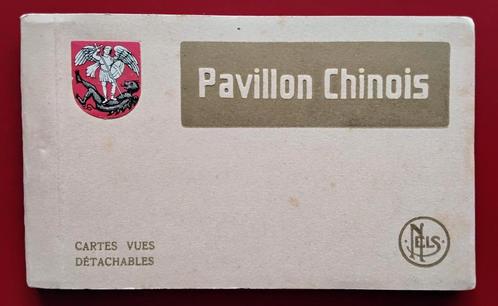 Pavillon Chinois
CARTES VUES
DÉTACHABLES
NELS